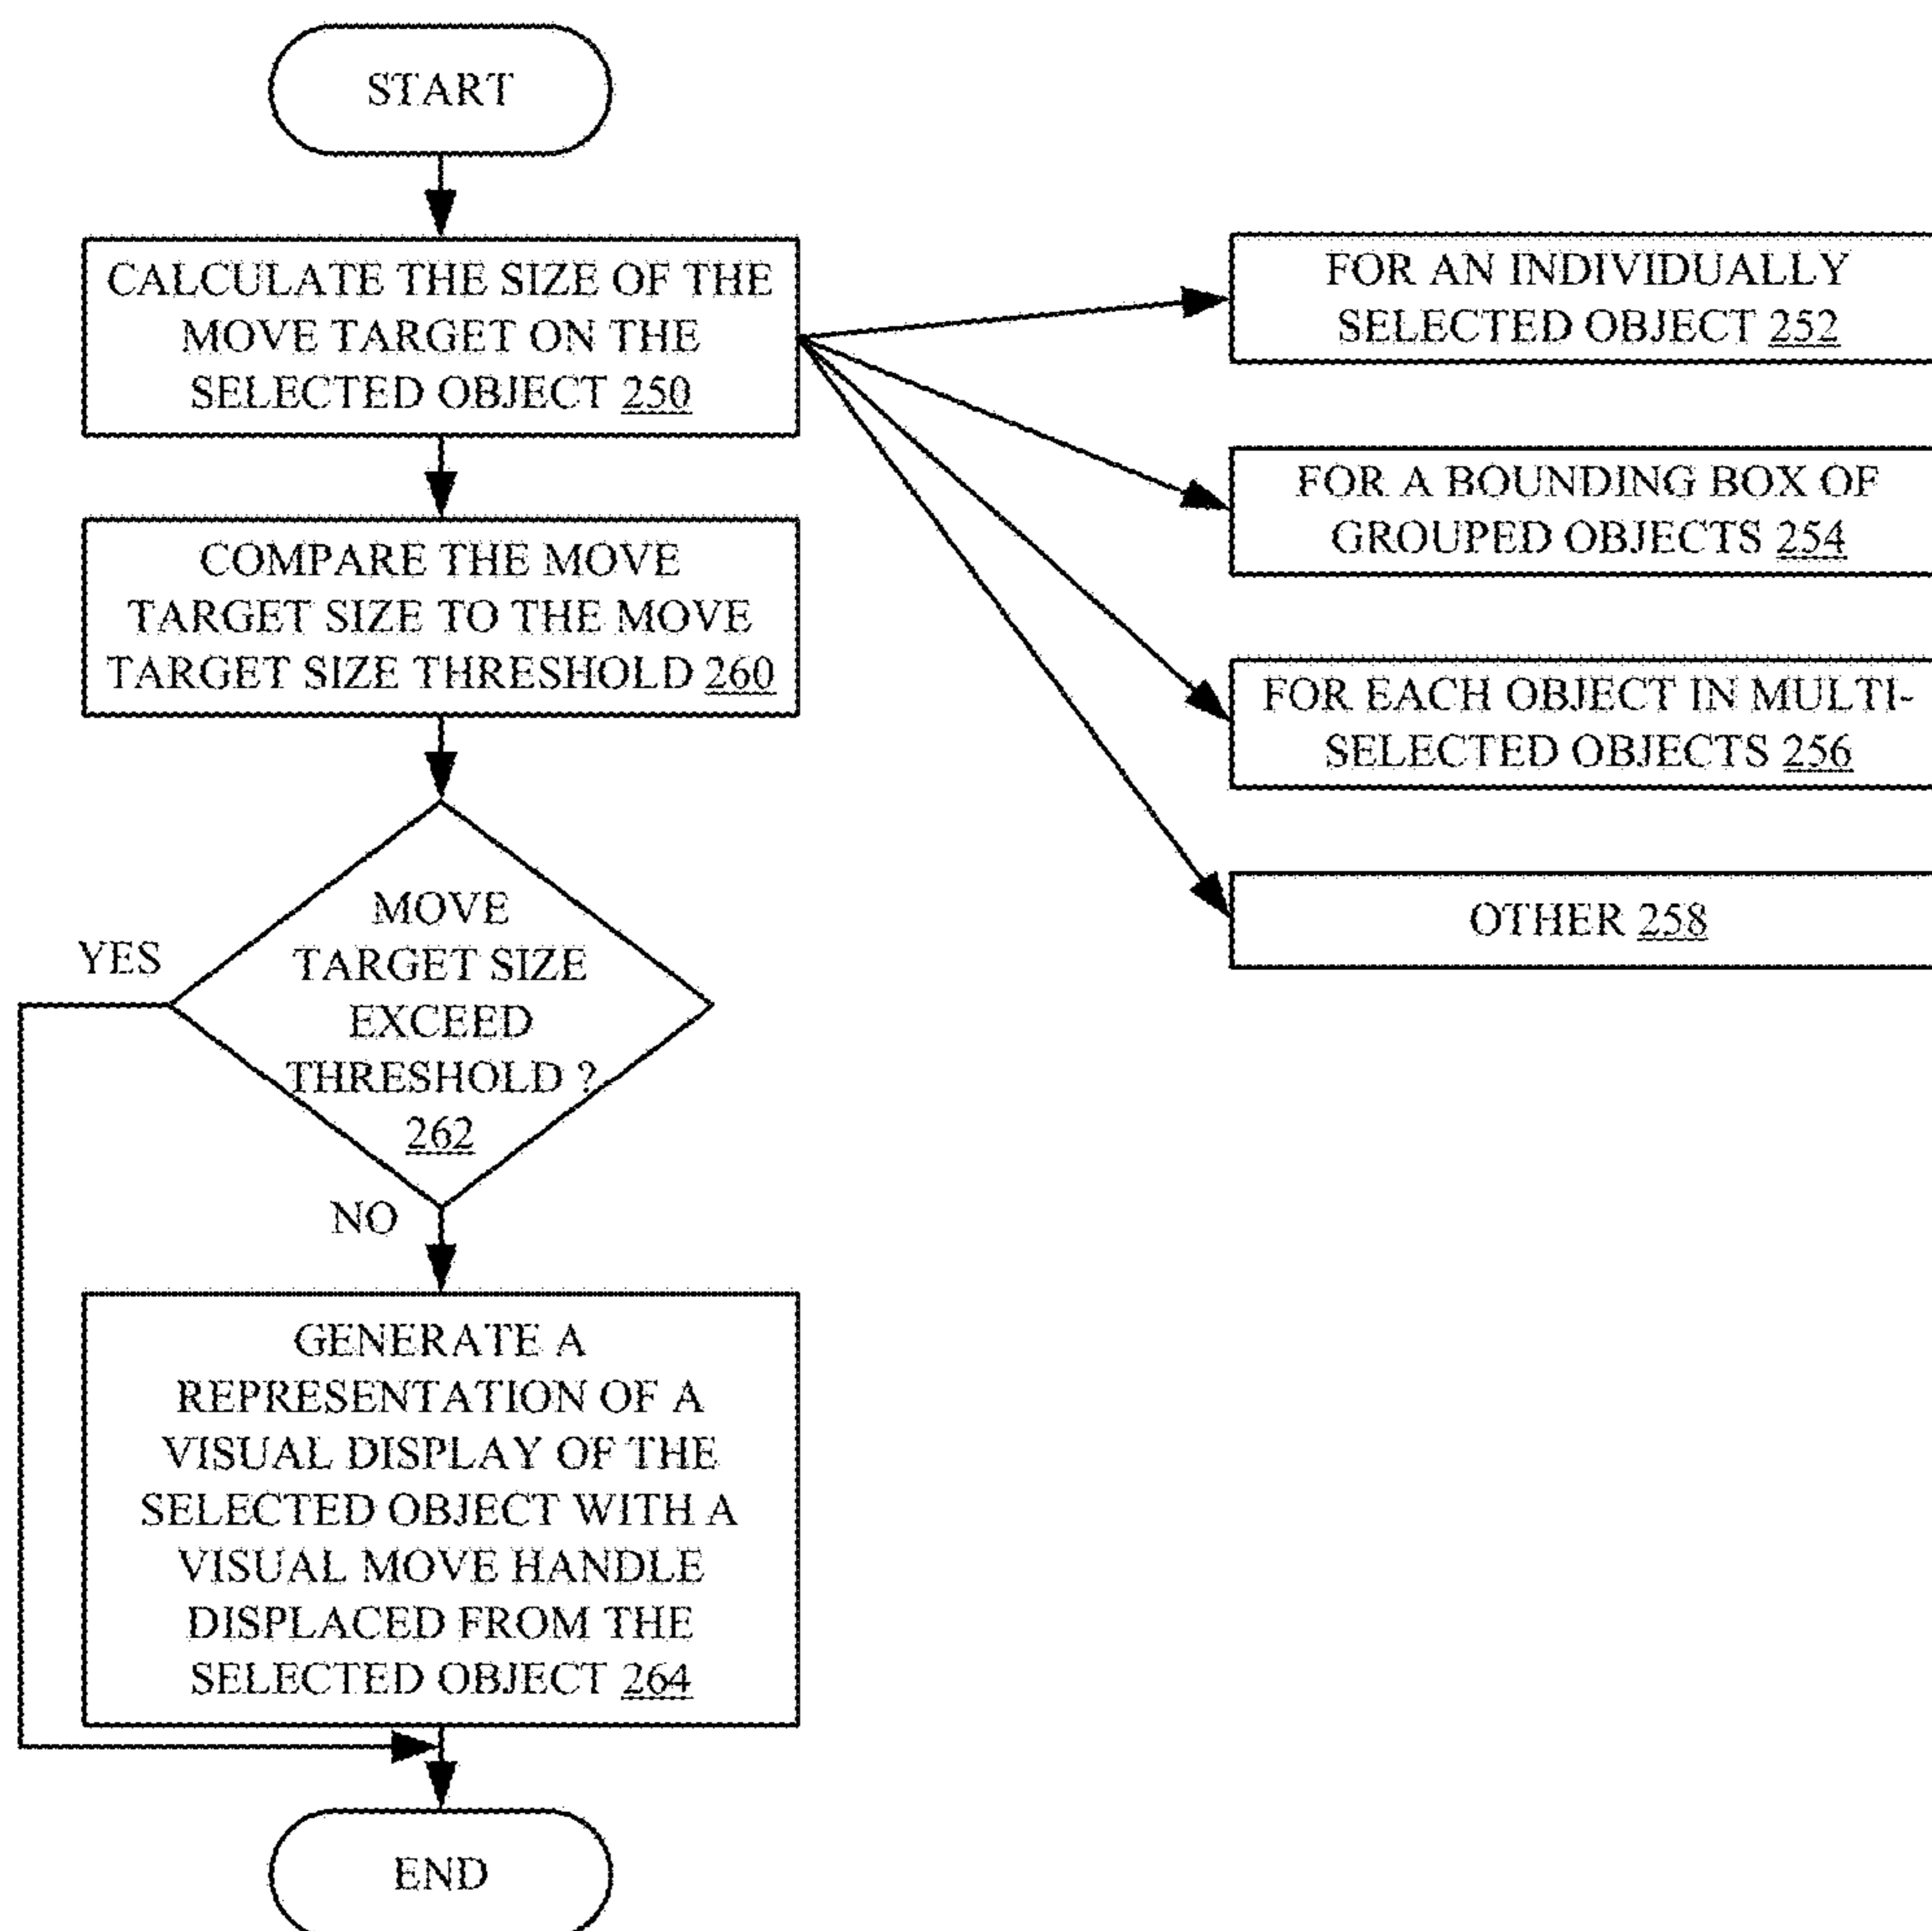 START
CALCULATE THE SIZE OF THE
MOVE TARGET ON THE
SELECTED OBJECT 250
FOR AN INDIVIDUALLY
SELECTED OBJECT 252
FOR A BOUNDING BOX OF
GROUPED OBJECTS 254
FOR EACH OBJECT IN MULTI-
SELECTED OBJECTS 256
OTHER 258
COMPARE THE MOVE
TARGET SIZE TO THE MOVE
TARGET SIZE THRESHOLD 260
MOVE
TARGET SIZE
EXCEED
THRESHOLD ?
262
YES
NO
GENERATE A
REPRESENTATION OF A
VISUAL DISPLAY OF THE
SELECTED OBJECT WITH A
VISUAL MOVE HANDLE
DISPLACED FROM THE
SELECTED OBJECT 264
END